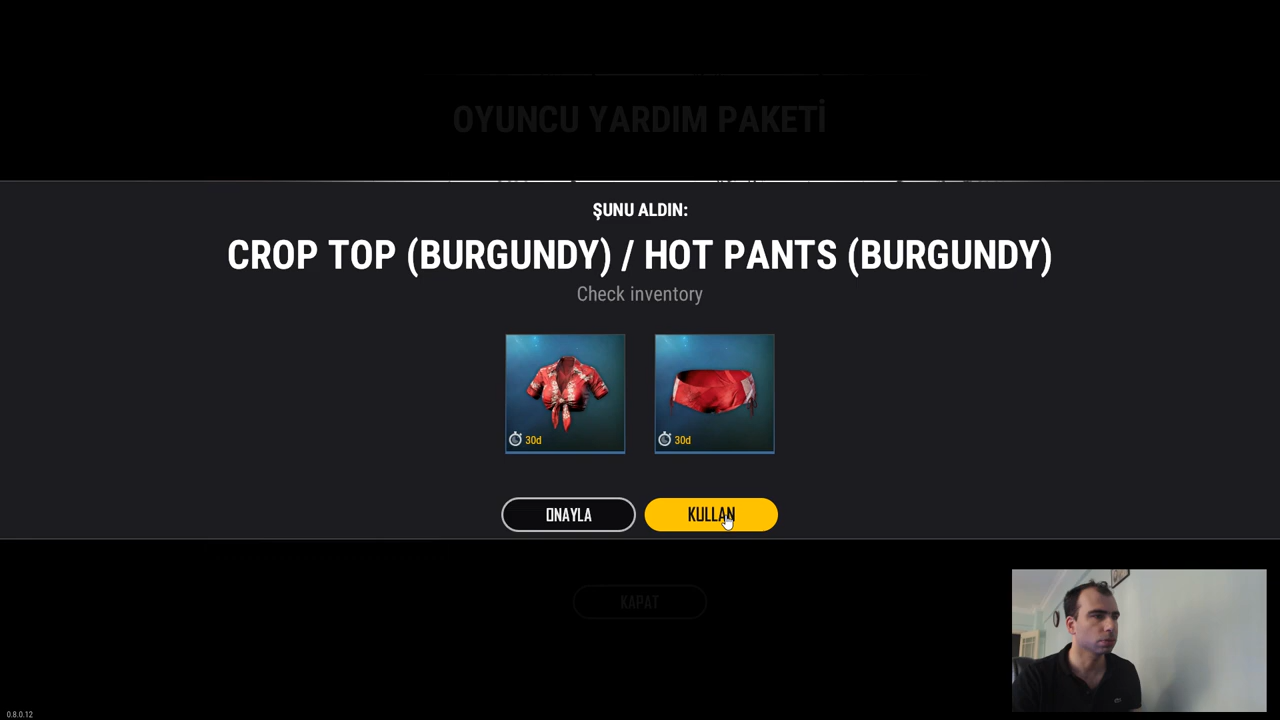 OYUNCU YARDIM PAKETİ
ŞUNU ALDIN:
CROP TOP (BURGUNDY) / HOT PANTS (BURGUNDY)
Check inventory
30d
30d
ONAYLA
KULLAN
KAPAT
0.8.0.12